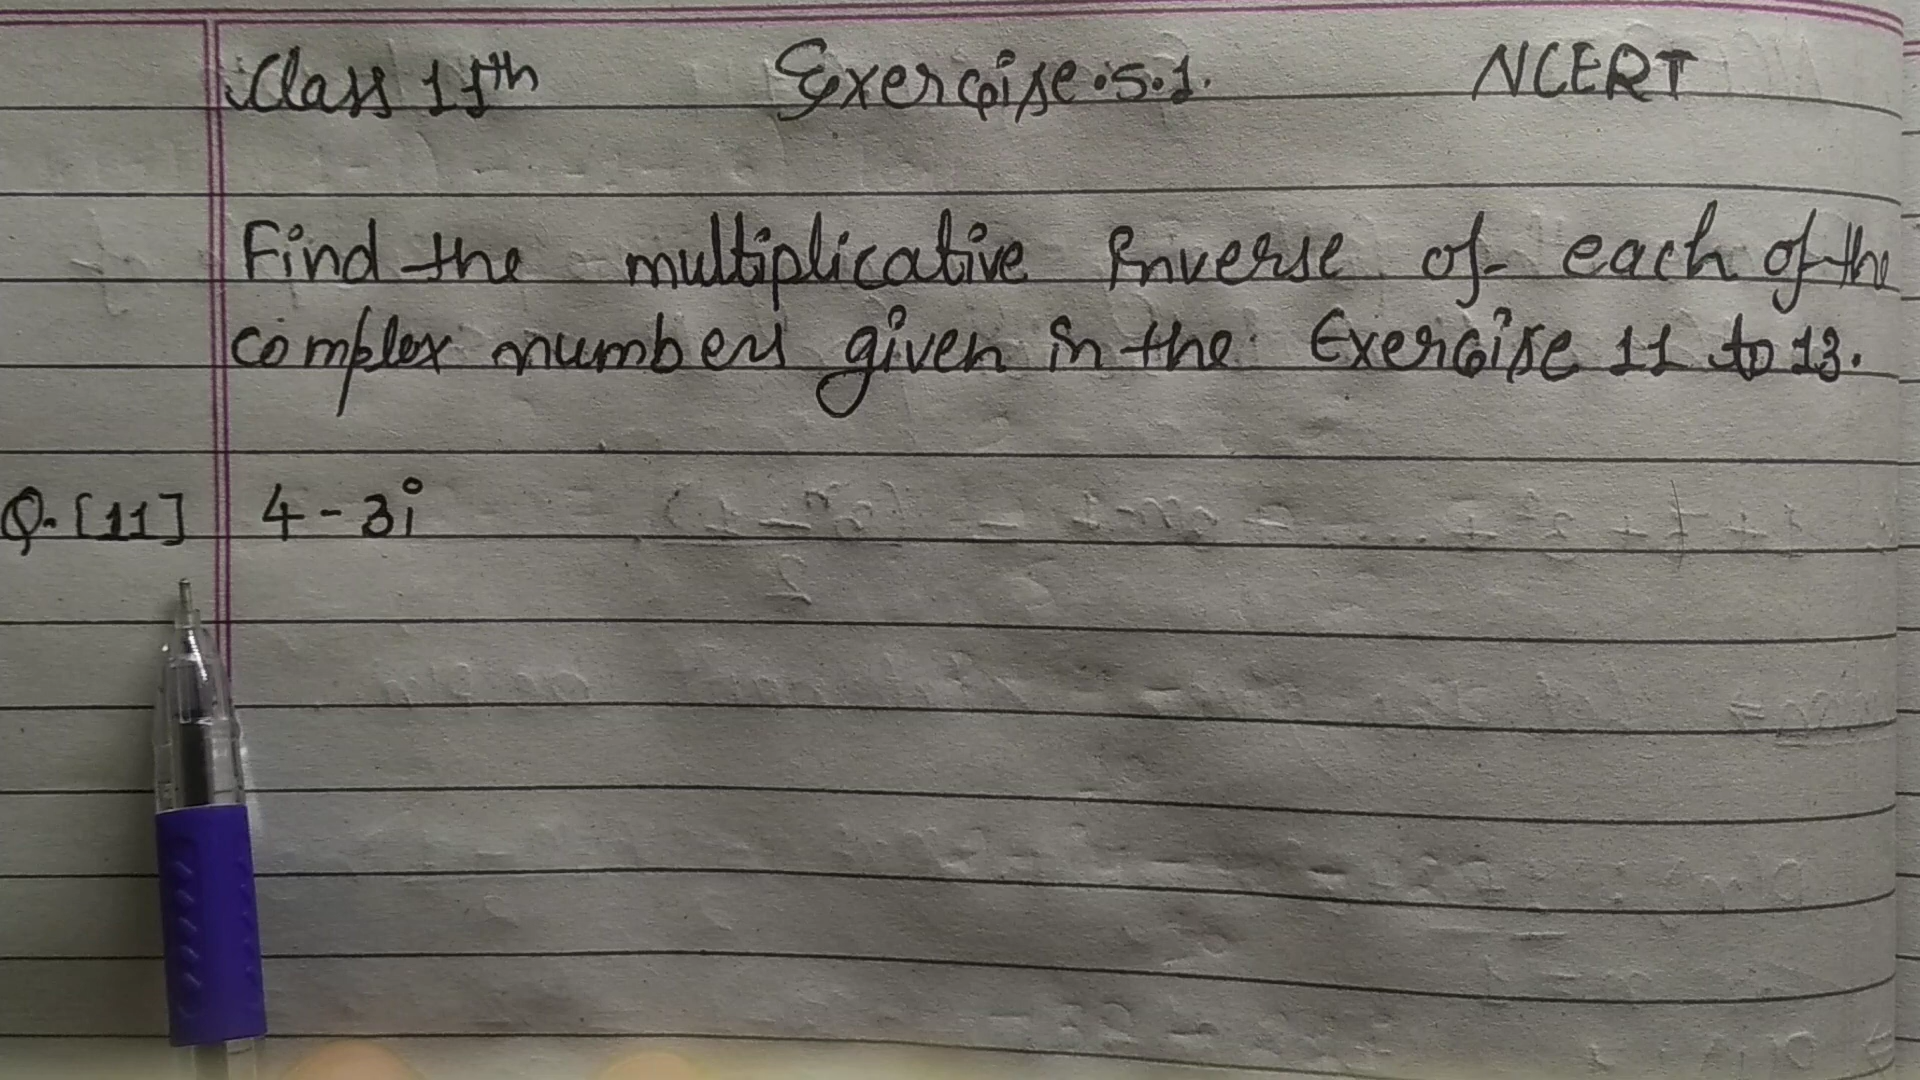 Class 11th Exercise.5.1. NCERT
Find the multiplicative inverse of each of the
complex numbers given in the Exercise 11 to 13.
Q.[11] 4-3i